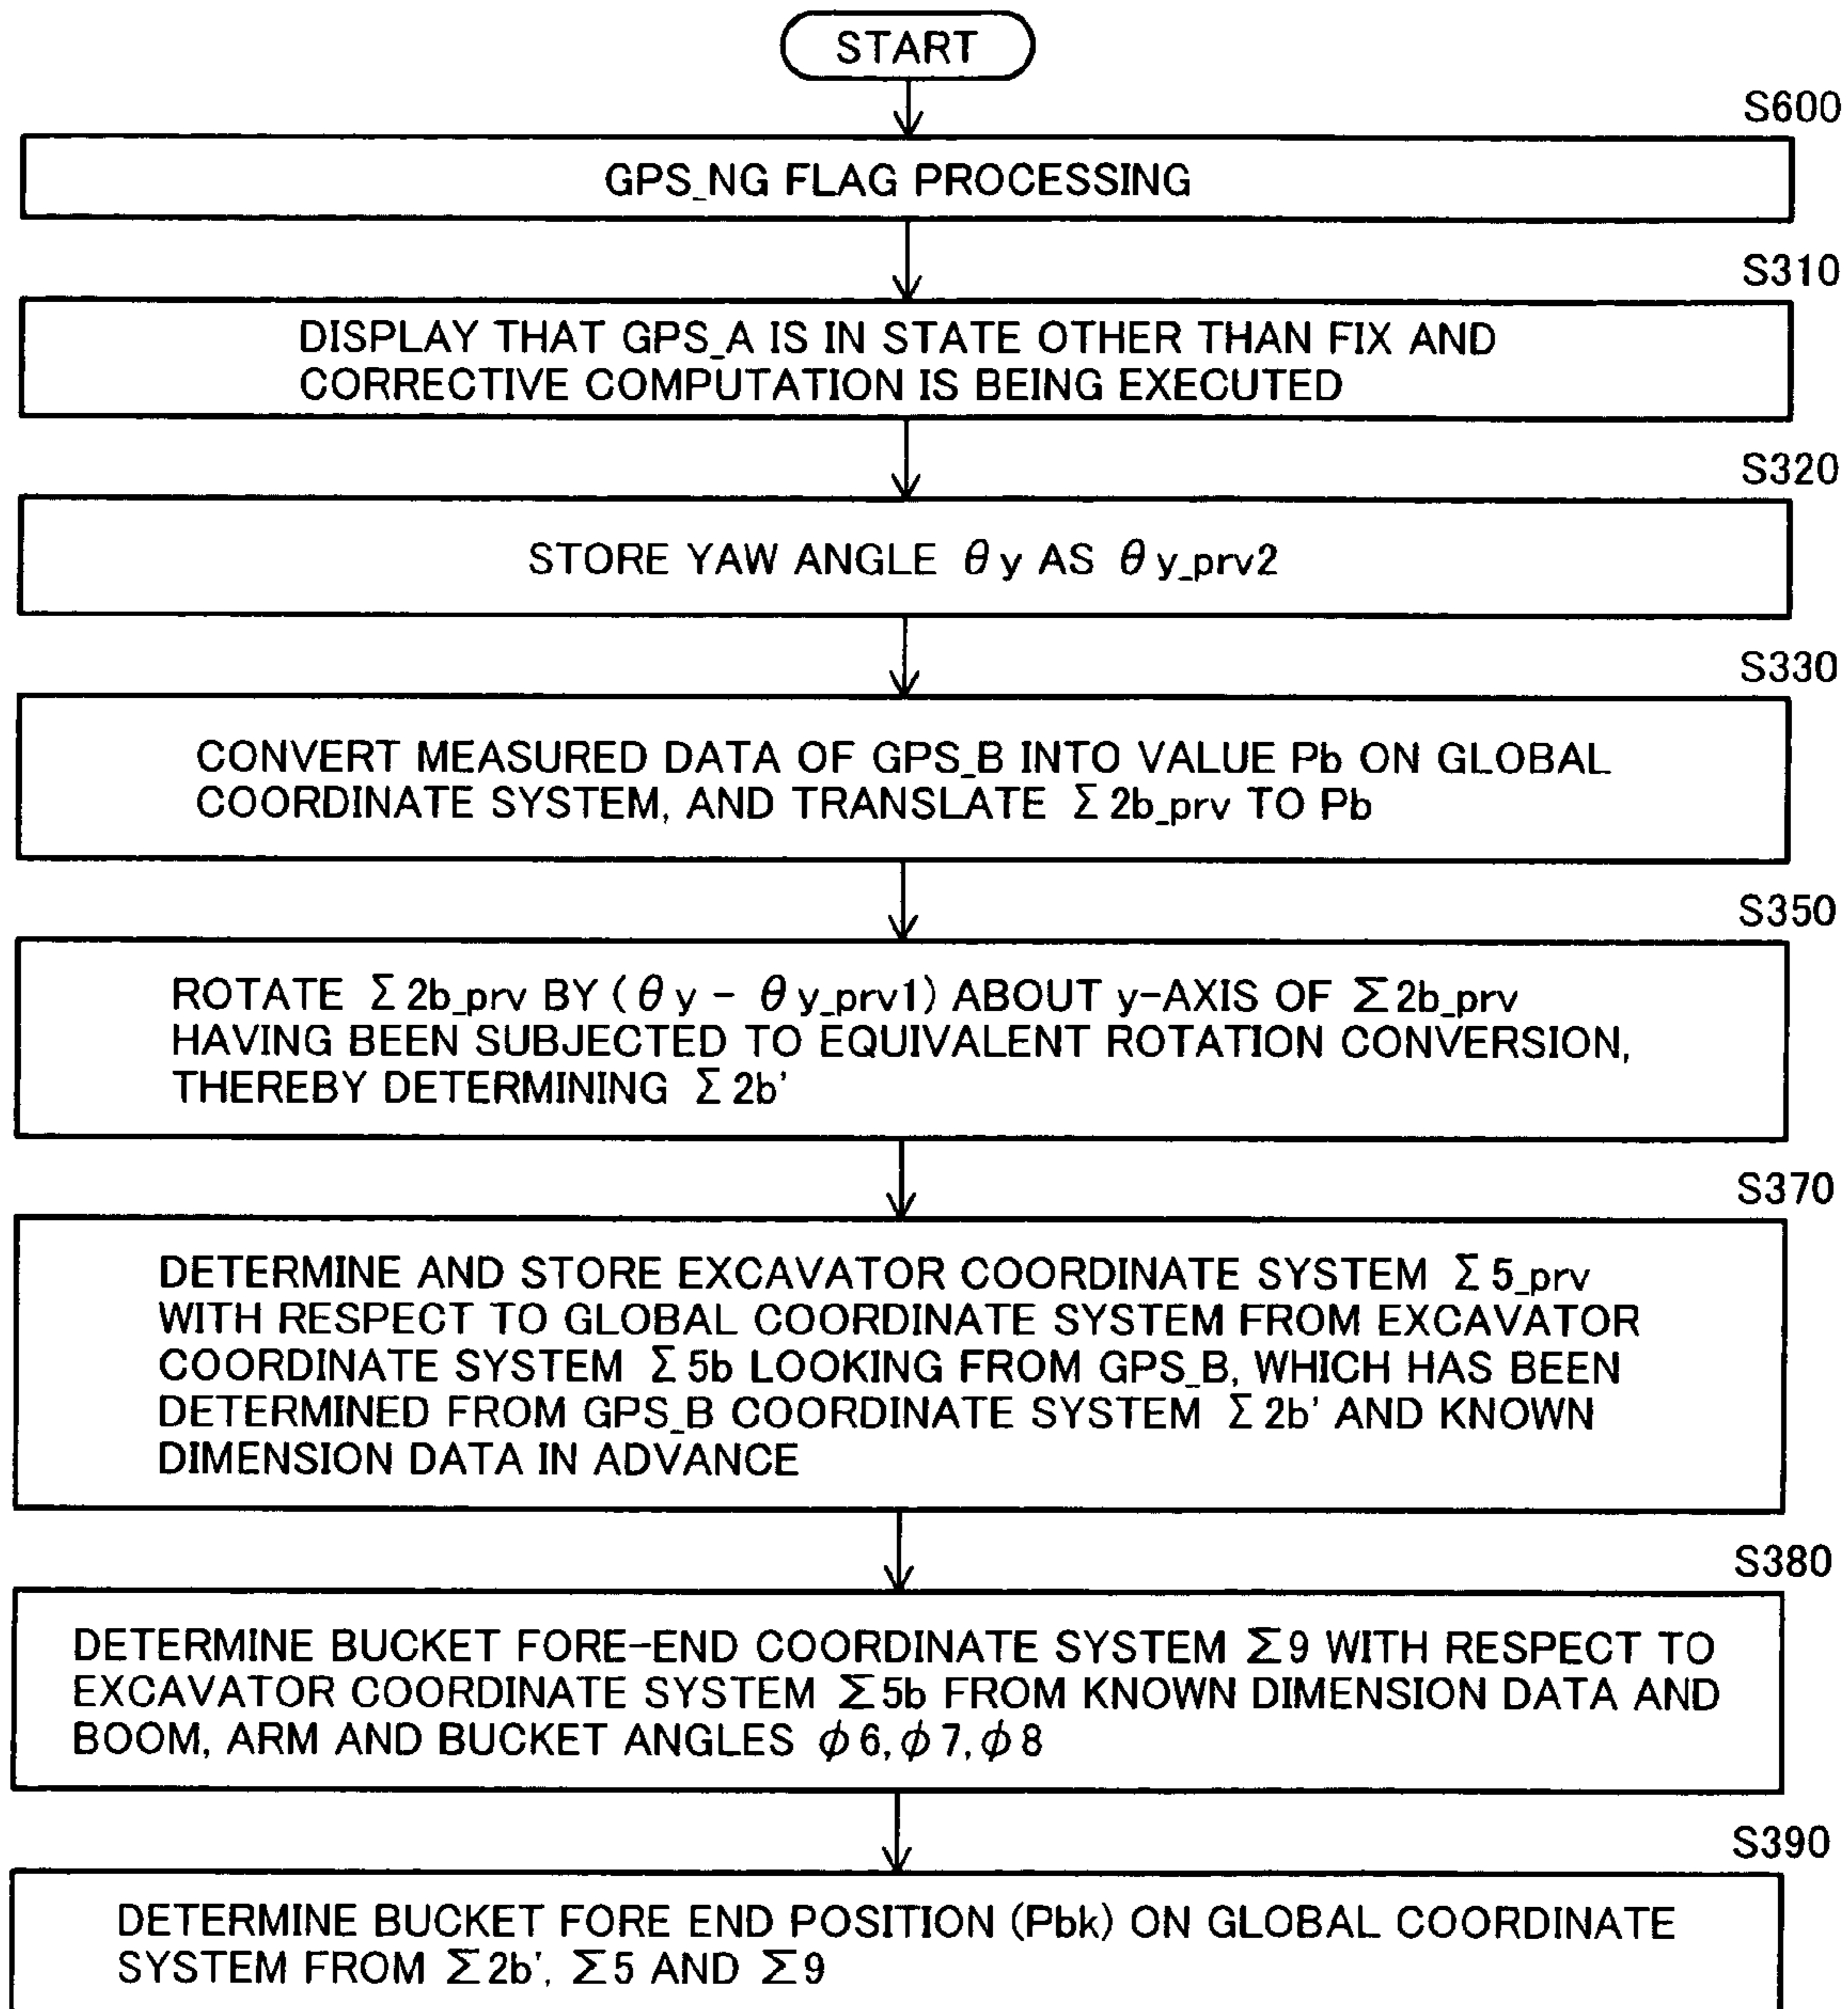 START
S600
GPS_NG FLAG PROCESSING
S310
DISPLAY THAT GPS_A IS IN STATE OTHER THAN FIX AND
CORRECTIVE COMPUTATION IS BEING EXECUTED
S320
STORE YAW ANGLE θy AS θy_prv2
S330
CONVERT MEASURED DATA OF GPS_B INTO VALUE Pb ON GLOBAL
COORDINATE SYSTEM, AND TRANSLATE Σ2b_prv TO Pb
S350
ROTATE Σ2b_prv BY (θy - θy_prv1) ABOUT y-AXIS OF Σ2b_prv
HAVING BEEN SUBJECTED TO EQUIVALENT ROTATION CONVERSION,
THEREBY DETERMINING Σ2b'
S370
DETERMINE AND STORE EXCAVATOR COORDINATE SYSTEM Σ5_prv
WITH RESPECT TO GLOBAL COORDINATE SYSTEM FROM EXCAVATOR
COORDINATE SYSTEM Σ5b LOOKING FROM GPS_B, WHICH HAS BEEN
DETERMINED FROM GPS_B COORDINATE SYSTEM Σ2b' AND KNOWN
DIMENSION DATA IN ADVANCE
S380
DETERMINE BUCKET FORE-END COORDINATE SYSTEM Σ9 WITH RESPECT TO
EXCAVATOR COORDINATE SYSTEM Σ5b FROM KNOWN DIMENSION DATA AND
BOOM, ARM AND BUCKET ANGLES φ6, φ7, φ8
S390
DETERMINE BUCKET FORE END POSITION (Pbk) ON GLOBAL COORDINATE
SYSTEM FROM Σ2b', Σ5 AND Σ9